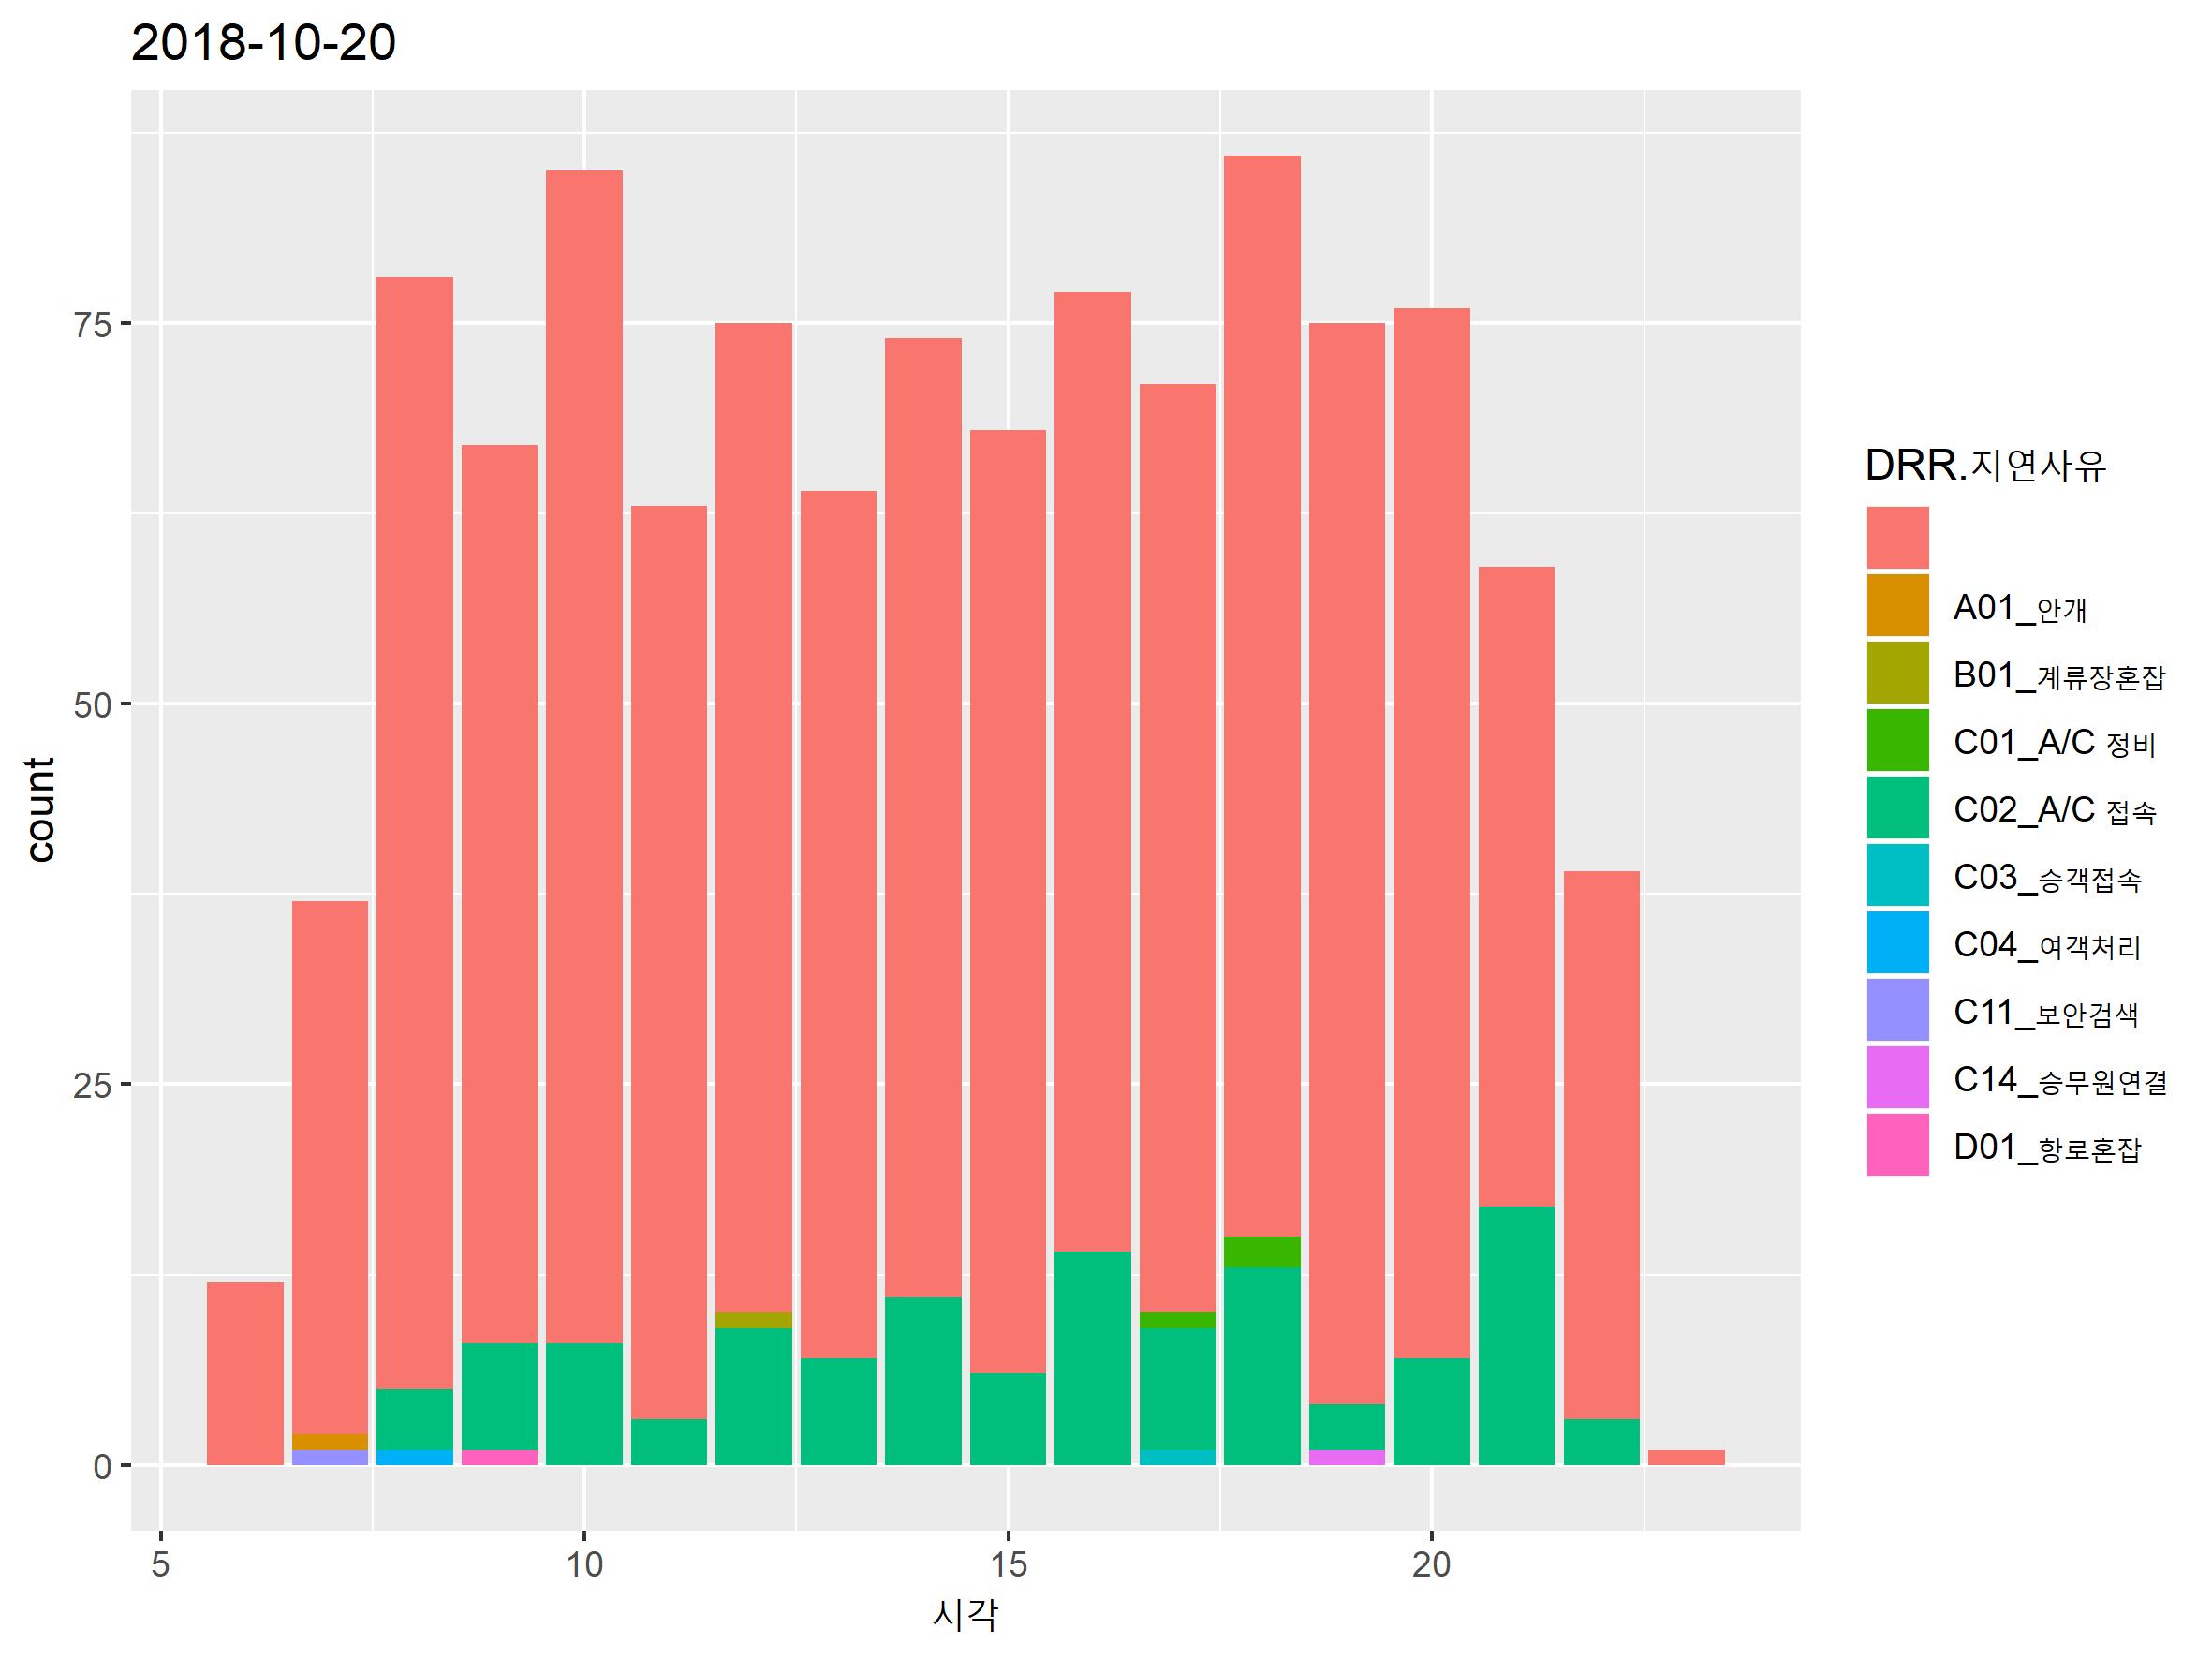 2018-10-20
count
75
50
25
0
5 10 15 20
시각
DRR.지연사유
A01_안개
B01_계류장혼잡
C01_A/C 정비
C02_A/C 접속
C03_승객접속
C04_여객처리
C11_보안검색
C14_승무원연결
D01_항로혼잡